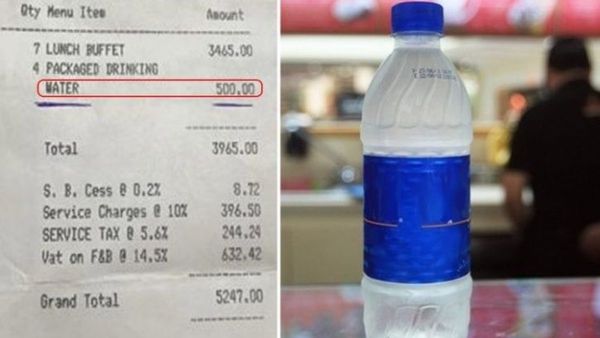 Qty Menu Item Amount
7 LUNCH BUFFET 3465.00
4 PACKAGED DRINKING
WATER 500.00
Total 3965.00
S. B. Cess @ 0.2% 8.72
Service Charges @ 10% 396.50
SERVICE TAX @ 5.6% 244.24
Vat on F&B @ 14.5% 632.42
Grand Total 5247.00